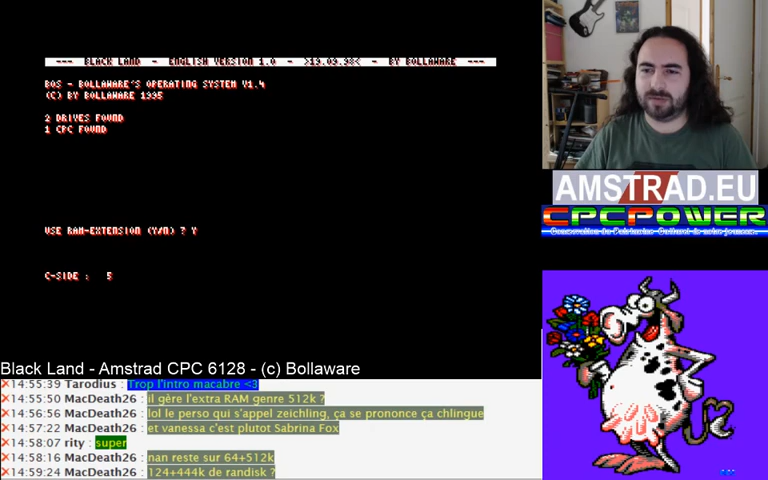 --- BLACK LAND - ENGLISH VERSION 1.0 - >19.09.98< - BY BOLLAWARE ---
BOS - BOLLAWARE'S OPERATING SYSTEM V1.4
(C) BY BOLLAWARE 1995
2 DRIVES FOUND
1 CPC FOUND
USE RAM-EXTENSION (Y/N) ? Y
C-SIDE : 5
AMSTRAD.EU
CPCPOWER
Black Land - Amstrad CPC 6128 - (c) Bollaware
14:55:39 Tarodius : Trop l'intro macabre <3
14:55:50 MacDeath26 : il gêre l'extra RAM genre 512k ?
14:56:56 MacDeath26 : lol le perso qui s'appel zeichling, ça se prononce ça chlingue
14:57:22 MacDeath26 : et vanessa c'est plutot Sabrina Fox
14:58:07 rity : super
14:58:16 MacDeath26 : nan reste sur 64+512k
14:59:24 MacDeath26 : 124+444k de randisk ?